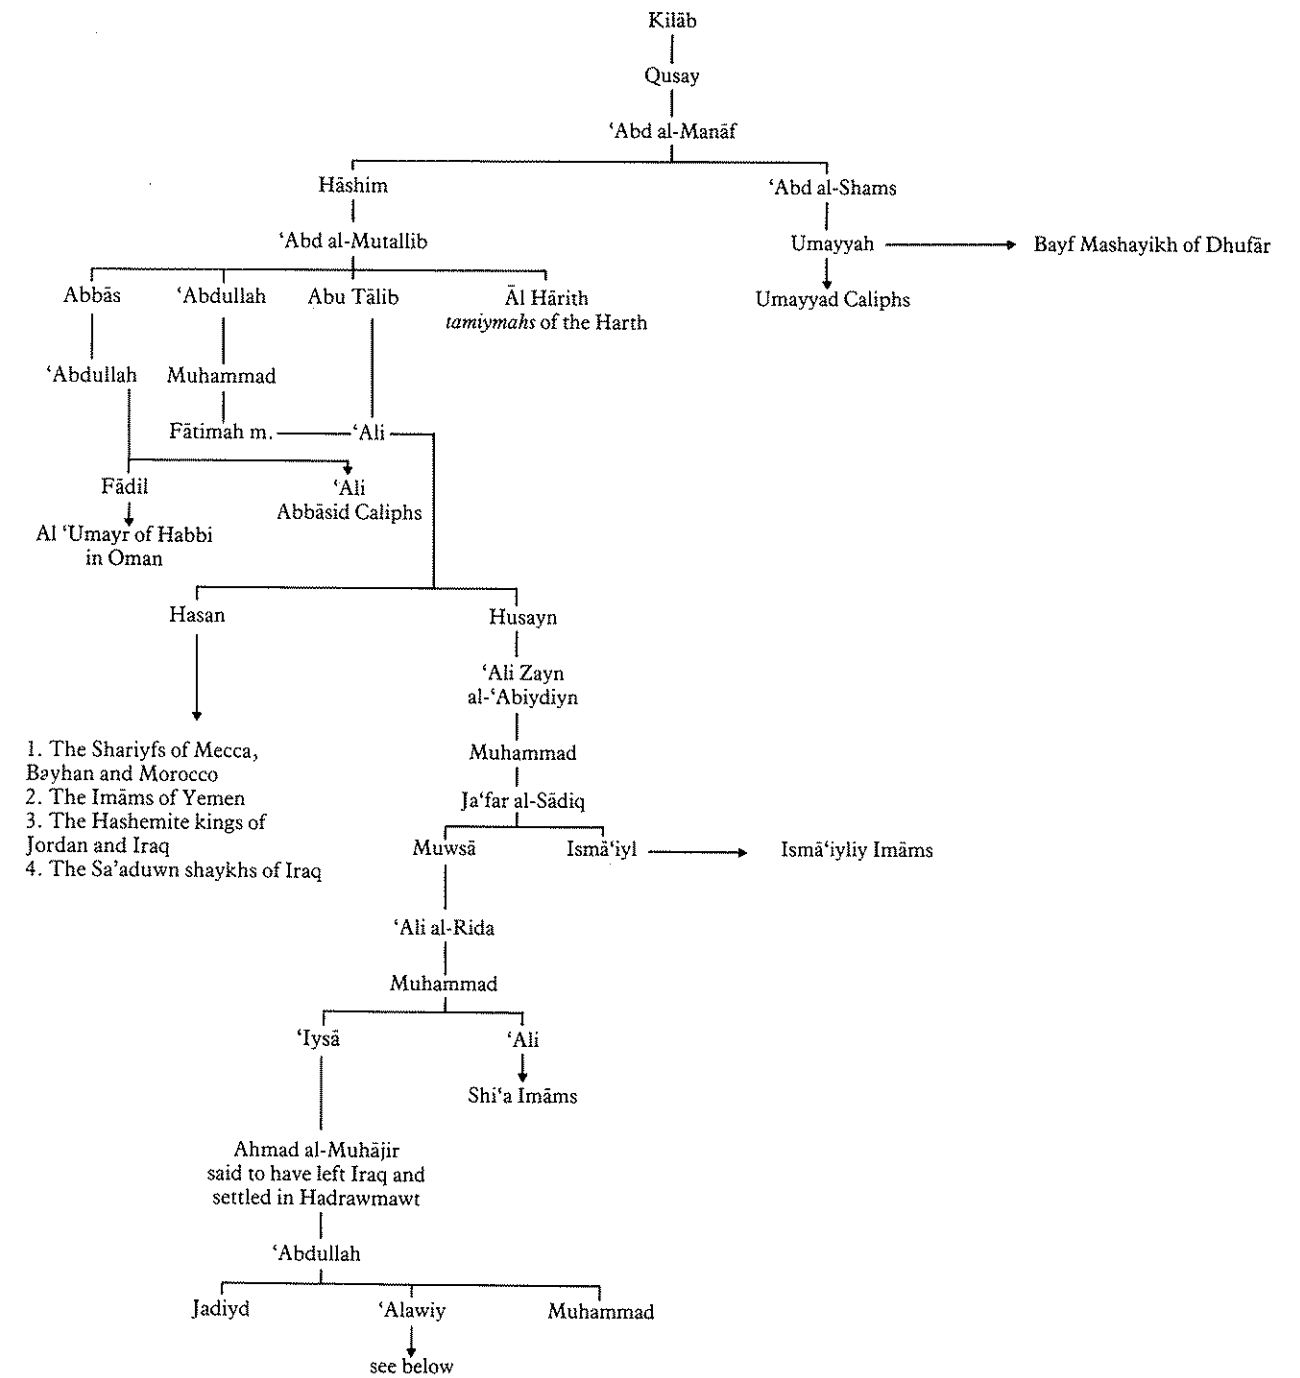 Kilāb
Qusay
‘Abd al-Manāf
Hāshim
‘Abd al-Shams
‘Abd al-Mutallib
Umayyah
Bayf Mashayikh of Dhufār
Abbās
‘Abdullah
Abu Tālib
Āl Hārith
Umayyad Caliphs
tamiymahs of the Harth
‘Abdullah
Muhammad
Fātimah m.
‘Ali
Fādil
‘Ali
Abbāsid Caliphs
Al ‘Umayr of Habbi
in Oman
Hasan
Husayn
‘Ali Zayn
al-‘Abiydiyn
1. The Shariyfs of Mecca,
Bayhan and Morocco
2. The Imāms of Yemen
3. The Hashemite kings of
Jordan and Iraq
4. The Sa’aduwn shaykhs of Iraq
Muhammad
Ja‘far al-Sādiq
Muwsā
Ismā‘iyl
Ismā‘iyliy Imāms
‘Ali al-Rida
Muhammad
‘Iysā
‘Ali
Shi‘a Imāms
Ahmad al-Muhājir
said to have left Iraq and
settled in Hadrawmawt
‘Abdullah
Jadiyd
‘Alawiy
Muhammad
see below